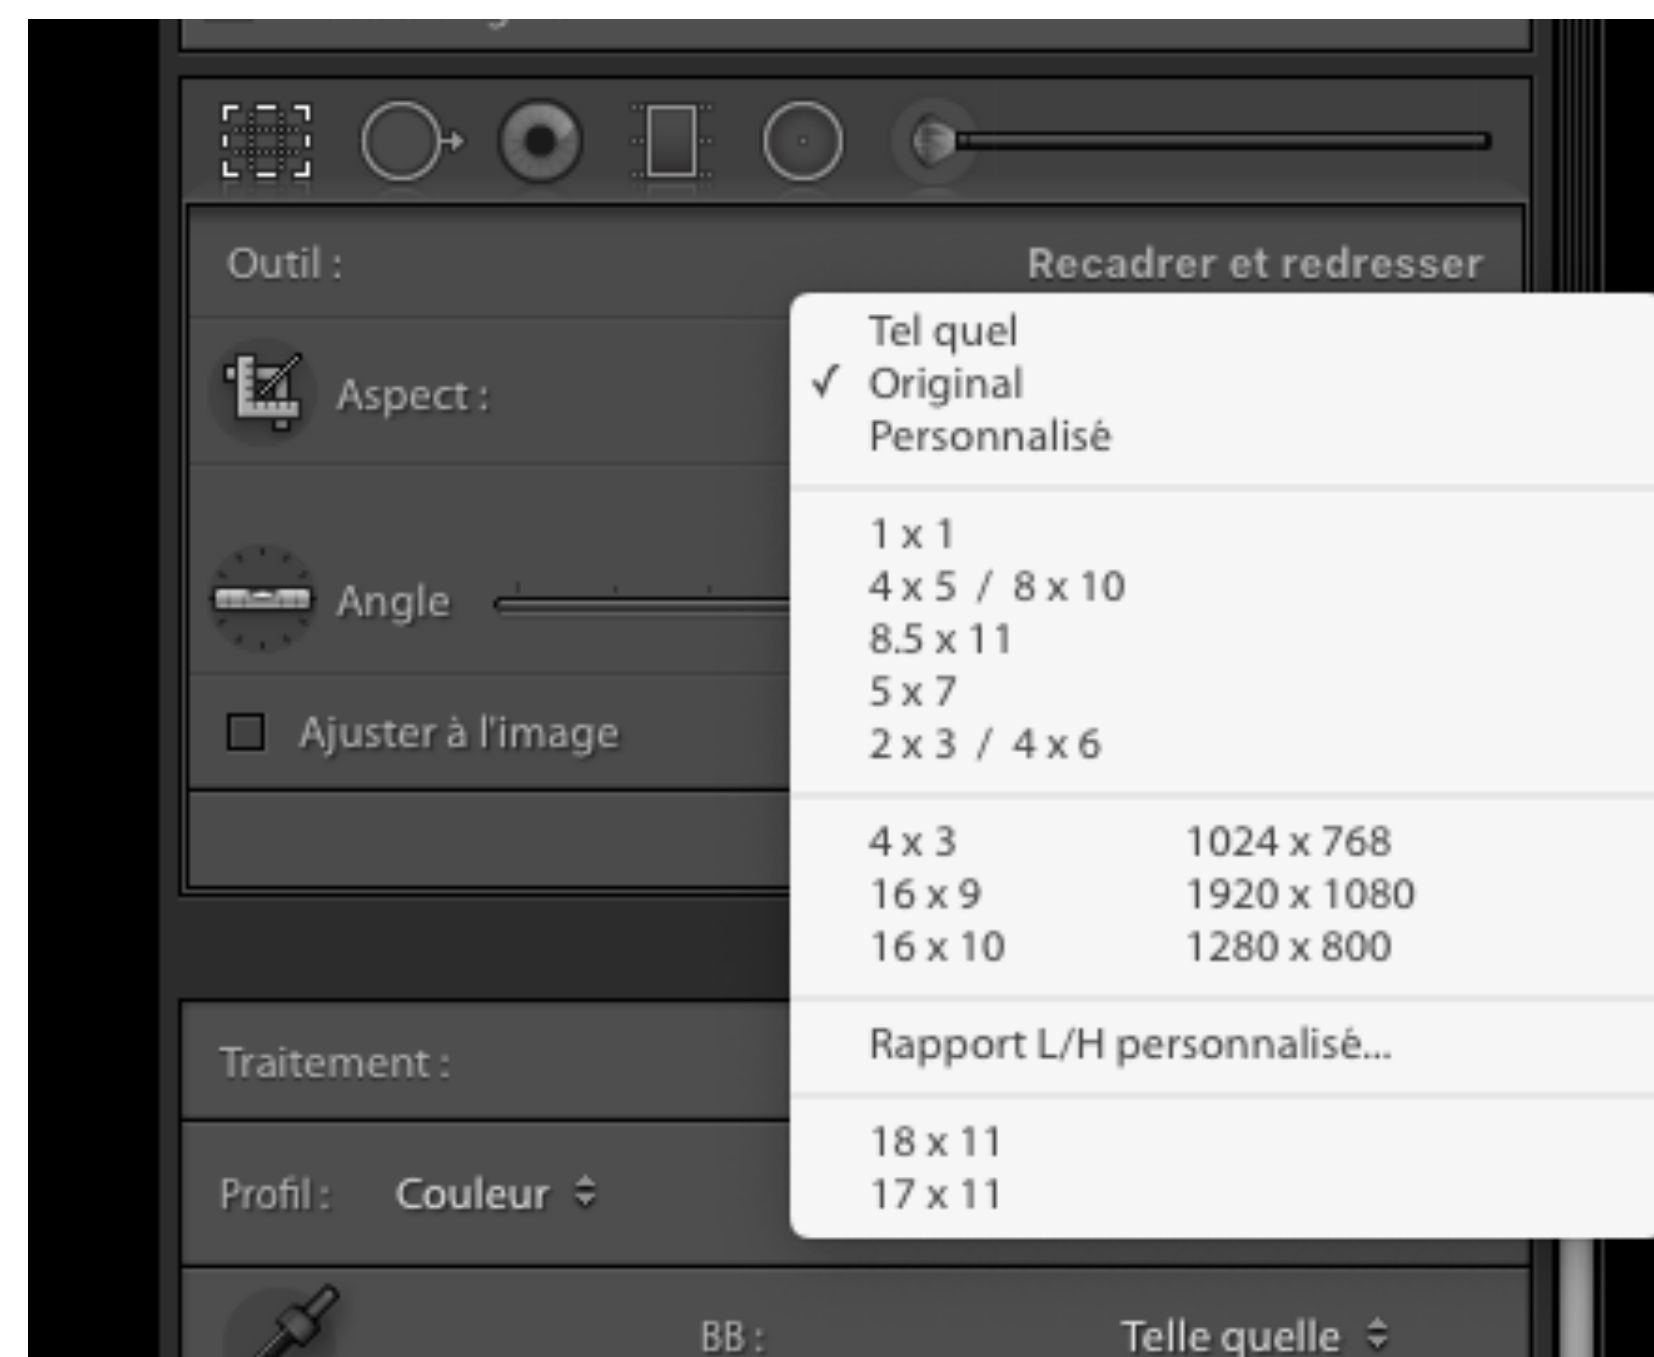 Outil :
Recadrer et redresser
Aspect :
Tel quel
✓ Original
Personnalisé
1 x 1
4 x 5 / 8 x 10
8.5 x 11
5 x 7
2 x 3 / 4 x 6
4 x 3 1024 x 768
16 x 9 1920 x 1080
16 x 10 1280 x 800
Rapport L/H personnalisé...
18 x 11
17 x 11
Angle
Ajuster à l'image
Traitement :
Profil : Couleur
BB : Telle quelle